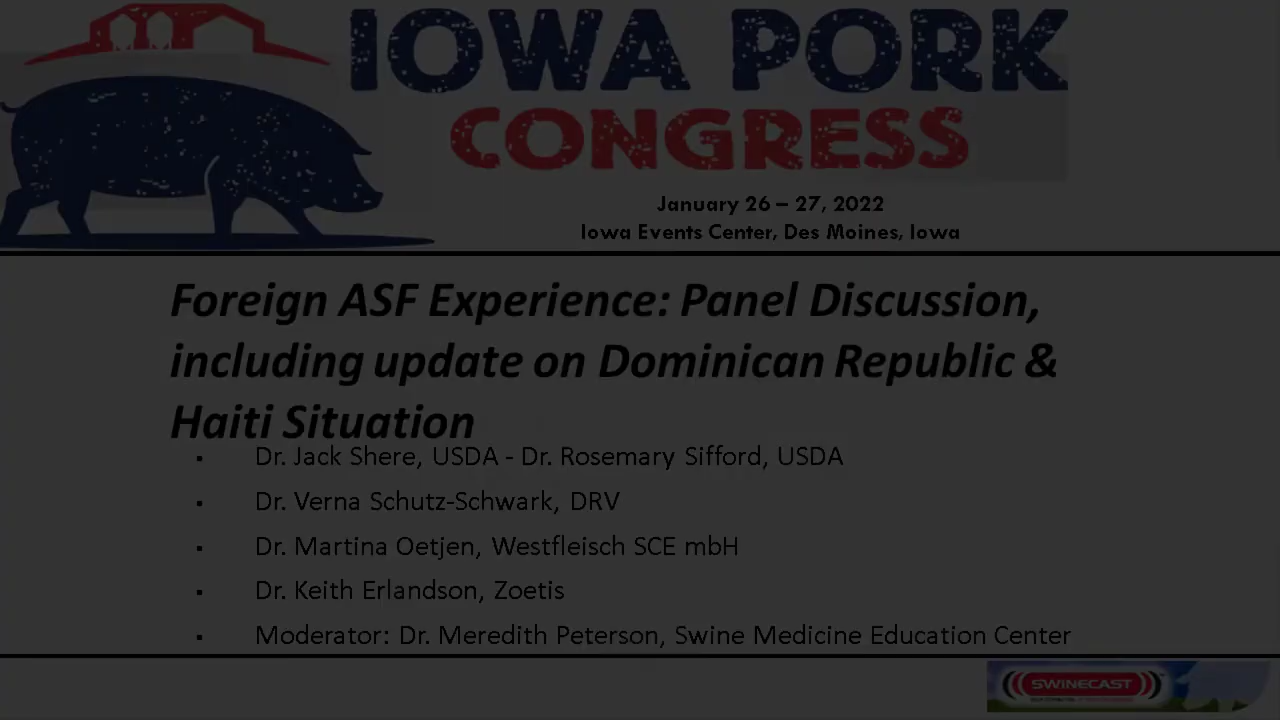 IOWA PORK
CONGRESS
January 26 – 27, 2022
Iowa Events Center, Des Moines, Iowa
Foreign ASF Experience: Panel Discussion,
including update on Dominican Republic &
Haiti Situation
▪ Dr. Jack Shere, USDA - Dr. Rosemary Sifford, USDA
▪ Dr. Verna Schutz-Schwark, DRV
▪ Dr. Martina Oetjen, Westfleisch SCE mbH
▪ Dr. Keith Erlandson, Zoetis
▪ Moderator: Dr. Meredith Peterson, Swine Medicine Education Center
SWINECAST